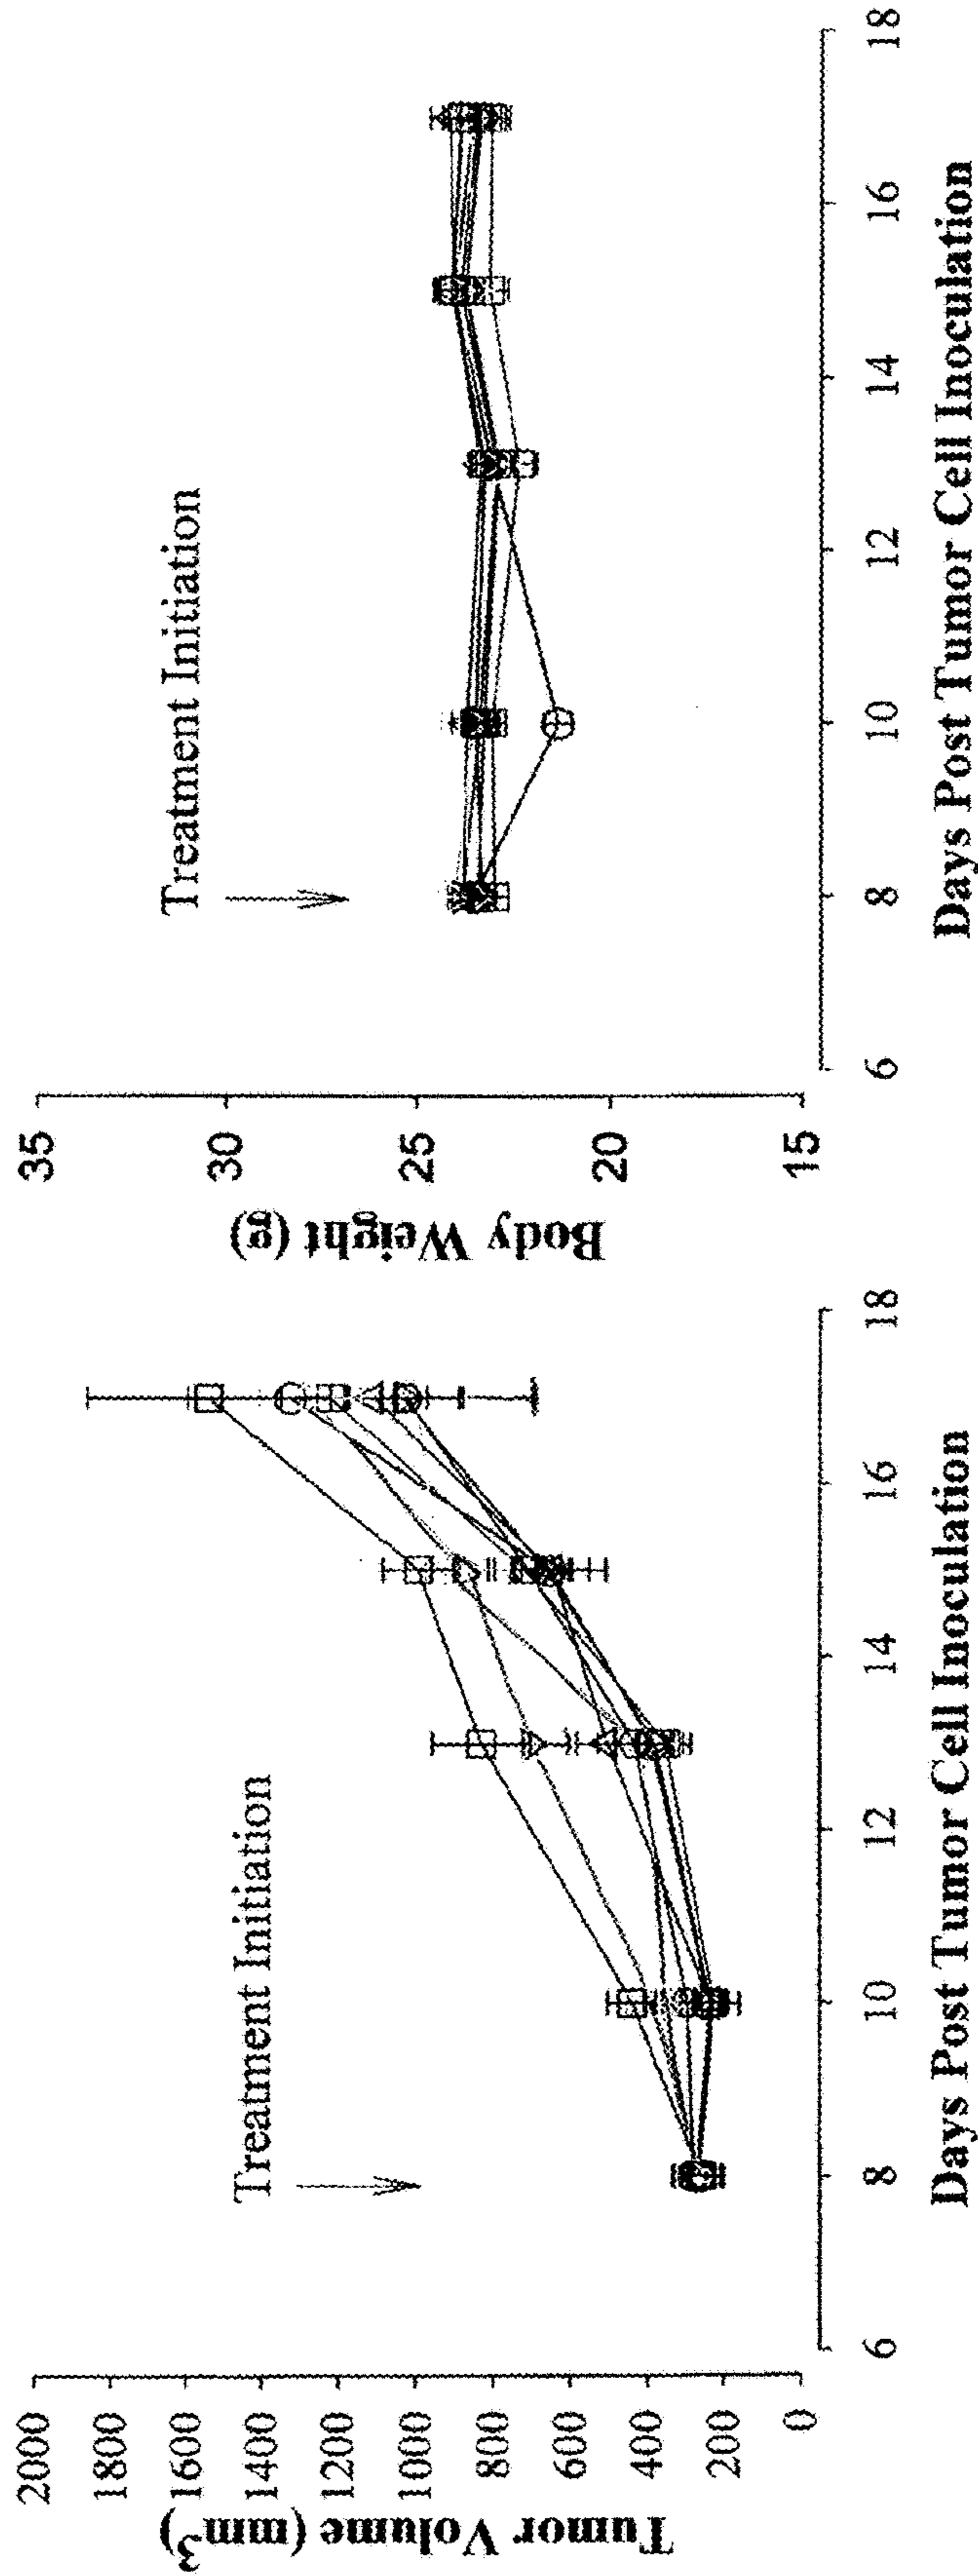 Tumor Volume (mm³)
2000
1800
1600
1400
1200
1000
800
600
400
200
0
Treatment Initiation
6 8 10 12 14 16 18
Days Post Tumor Cell Inoculation
Body Weight (g)
35
30
25
20
15
Treatment Initiation
6 8 10 12 14 16 18
Days Post Tumor Cell Inoculation